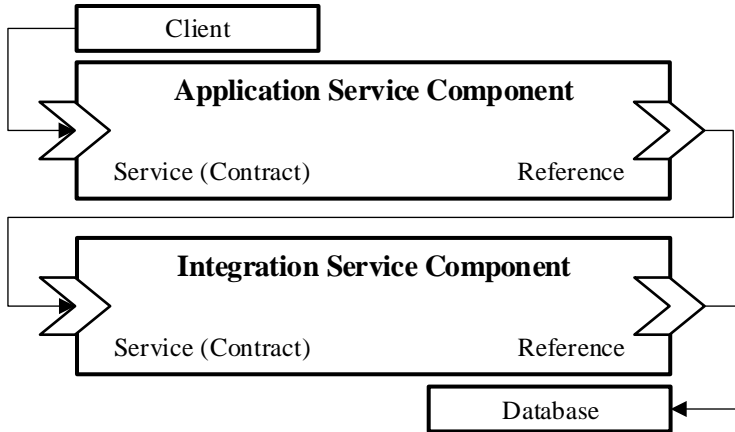 Client
Application Service Component
Service (Contract)
Reference
Integration Service Component
Service (Contract)
Reference
Database